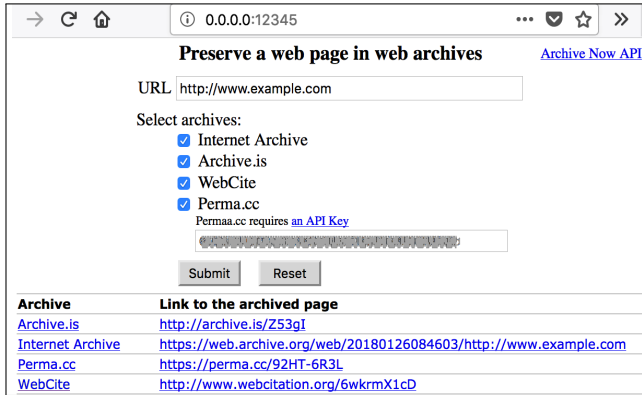 0.0.0.0:12345
Preserve a web page in web archives
Archive Now API
URL http://www.example.com
Select archives:
Internet Archive
Archive.is
WebCite
Perma.cc
Permaa.cc requires an API Key
Submit Reset
Archive Link to the archived page
Archive.is http://archive.is/Z53gI
Internet Archive https://web.archive.org/web/20180126084603/http://www.example.com
Perma.cc https://perma.cc/92HT-6R3L
WebCite http://www.webcitation.org/6wkrmX1cD